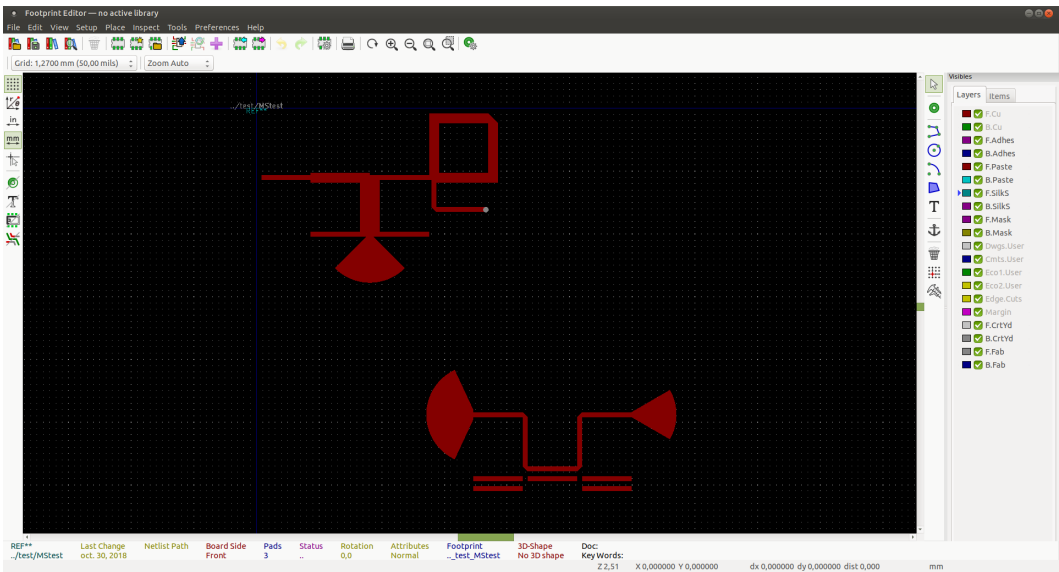 Footprint Editor — no active library
File Edit View Setup Place Inspect Tools Preferences Help
Grid: 1,2700 mm (50,00 mils) Zoom Auto
in
mm
../test/MStest
Visibles
Layers Items
F.Cu
B.Cu
F.Adhes
B.Adhes
F.Paste
B.Paste
F.SilkS
B.SilkS
F.Mask
B.Mask
Dwgs.User
Cmts.User
Eco1.User
Eco2.User
Edge.Cuts
Margin
F.CrtYd
B.CrtYd
F.Fab
B.Fab
REF** Last Change Netlist Path Board Side Pads Status Rotation Attributes Footprint 3D-Shape Doc:
../test/MStest oct. 30, 2018 Front 3 .. 0,0 Normal .._test_MStest No 3D shape Key Words:
Z 2,51 X 0,000000 Y 0,000000 dx 0,000000 dy 0,000000 dist 0,000 mm